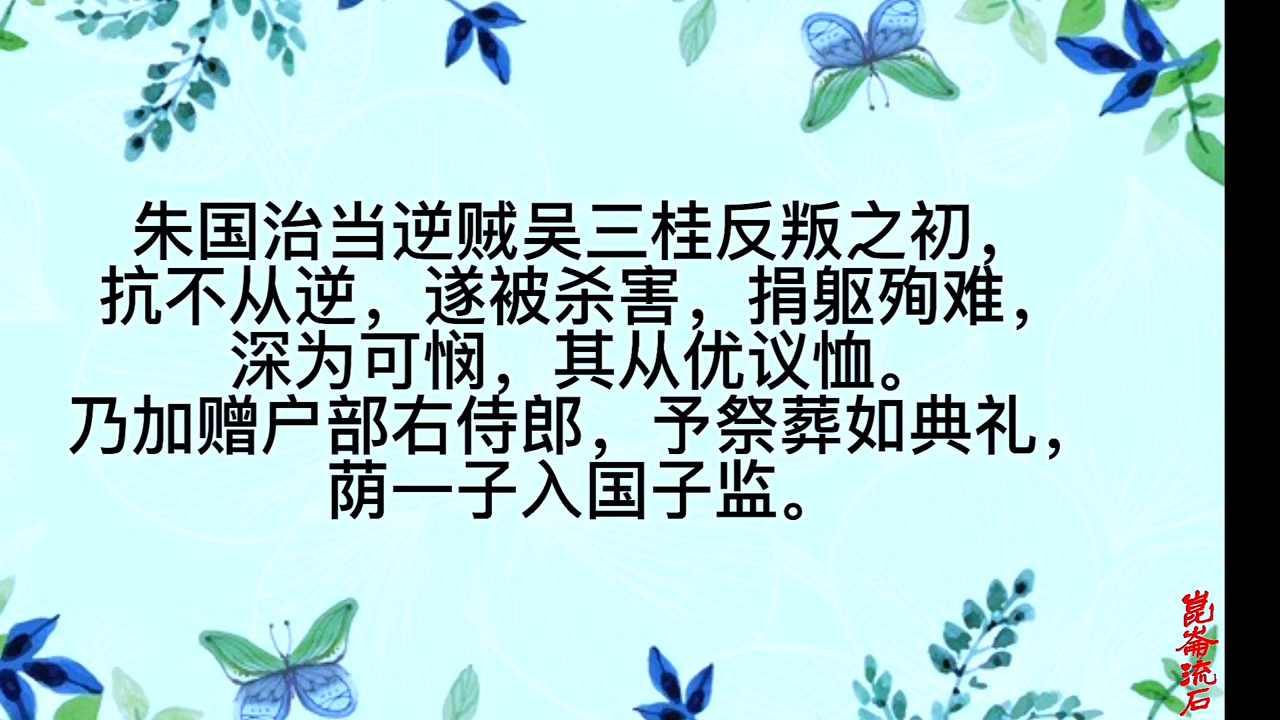 朱国治当逆贼吴三桂反叛之初，
抗不从逆，遂被杀害，捐躯殉难，
深为可悯，其从优议恤。
乃加赠户部右侍郎，予祭葬如典礼，
荫一子入国子监。
崑崙流石